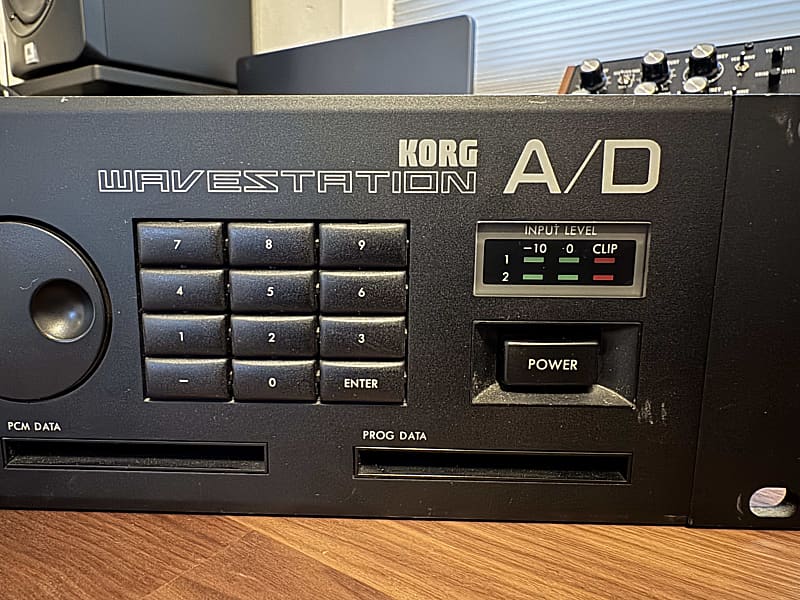 KORG
WAVESTATION A/D
INPUT LEVEL
-10 0 CLIP
1
2
7 8 9
4 5 6
1 2 3
- 0 ENTER
POWER
PCM DATA
PROG DATA
LEVEL